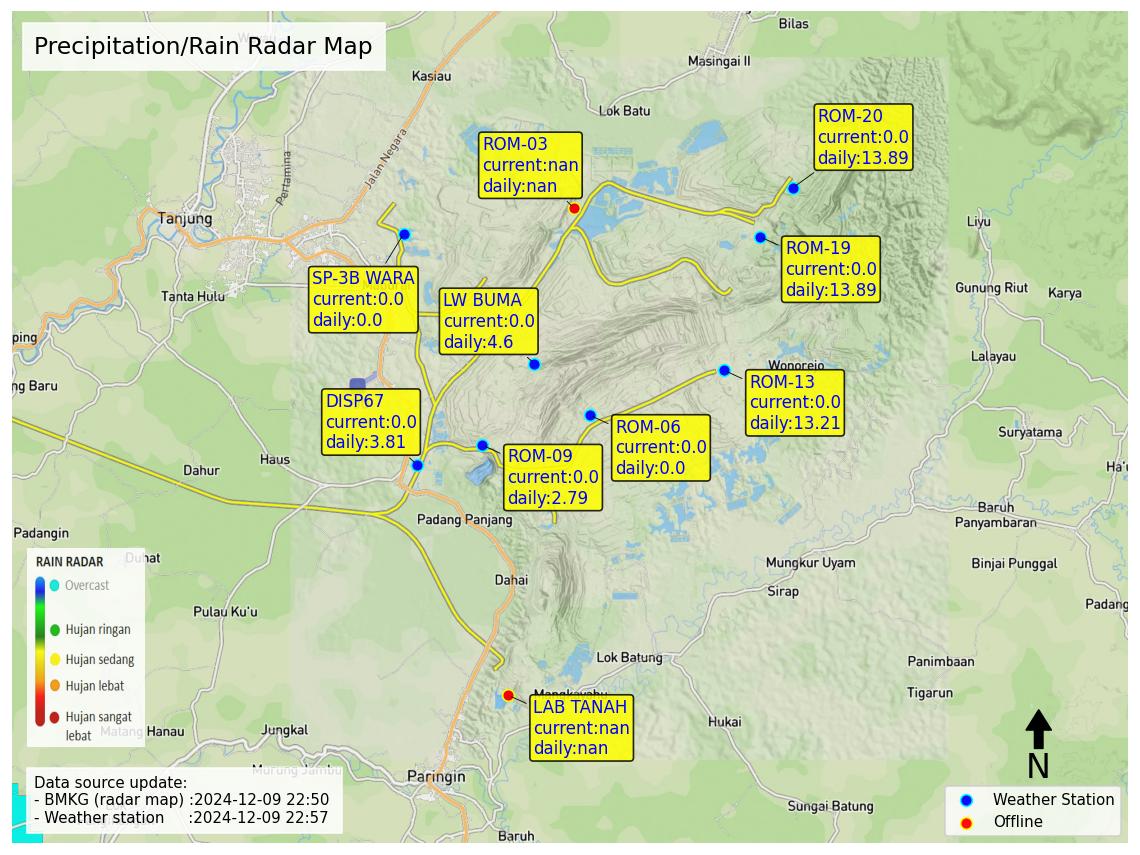 Precipitation/Rain Radar Map
Bilas
Masingai II
Kasiau
Lok Batu
Jalan Negara
Pertamina
Tanjung
Tanta Hulu
ping
ng Baru
ROM-03
current:nan
daily:nan
ROM-20
current:0.0
daily:13.89
ROM-19
current:0.0
daily:13.89
SP-3B WARA
current:0.0
daily:0.0
LW BUMA
current:0.0
daily:4.6
Liyu
Gunung Riut
Karya
Lalayau
Wonorejo
ROM-13
current:0.0
daily:13.21
DISP67
current:0.0
daily:3.81
ROM-06
current:0.0
daily:0.0
ROM-09
current:0.0
daily:2.79
Suryatama
Ha'u
Haus
Dahur
Padang Panjang
Baruh
Panyambaran
Padangin
Duhat
Mungkur Uyam
Binjai Punggal
Dahai
Sirap
Padang
Pulau Ku'u
RAIN RADAR
Overcast
Hujan ringan
Hujan sedang
Hujan lebat
Hujan sangat
lebat
Lok Batung
Panimbaan
Tigarun
Mangkayahu
LAB TANAH
current:nan
daily:nan
Hukai
Matang Hanau
Jungkal
Murung Jambu
Paringin
Sungai Batung
Baruh
Data source update:
- BMKG (radar map) :2024-12-09 22:50
- Weather station :2024-12-09 22:57
N
Weather Station
Offline